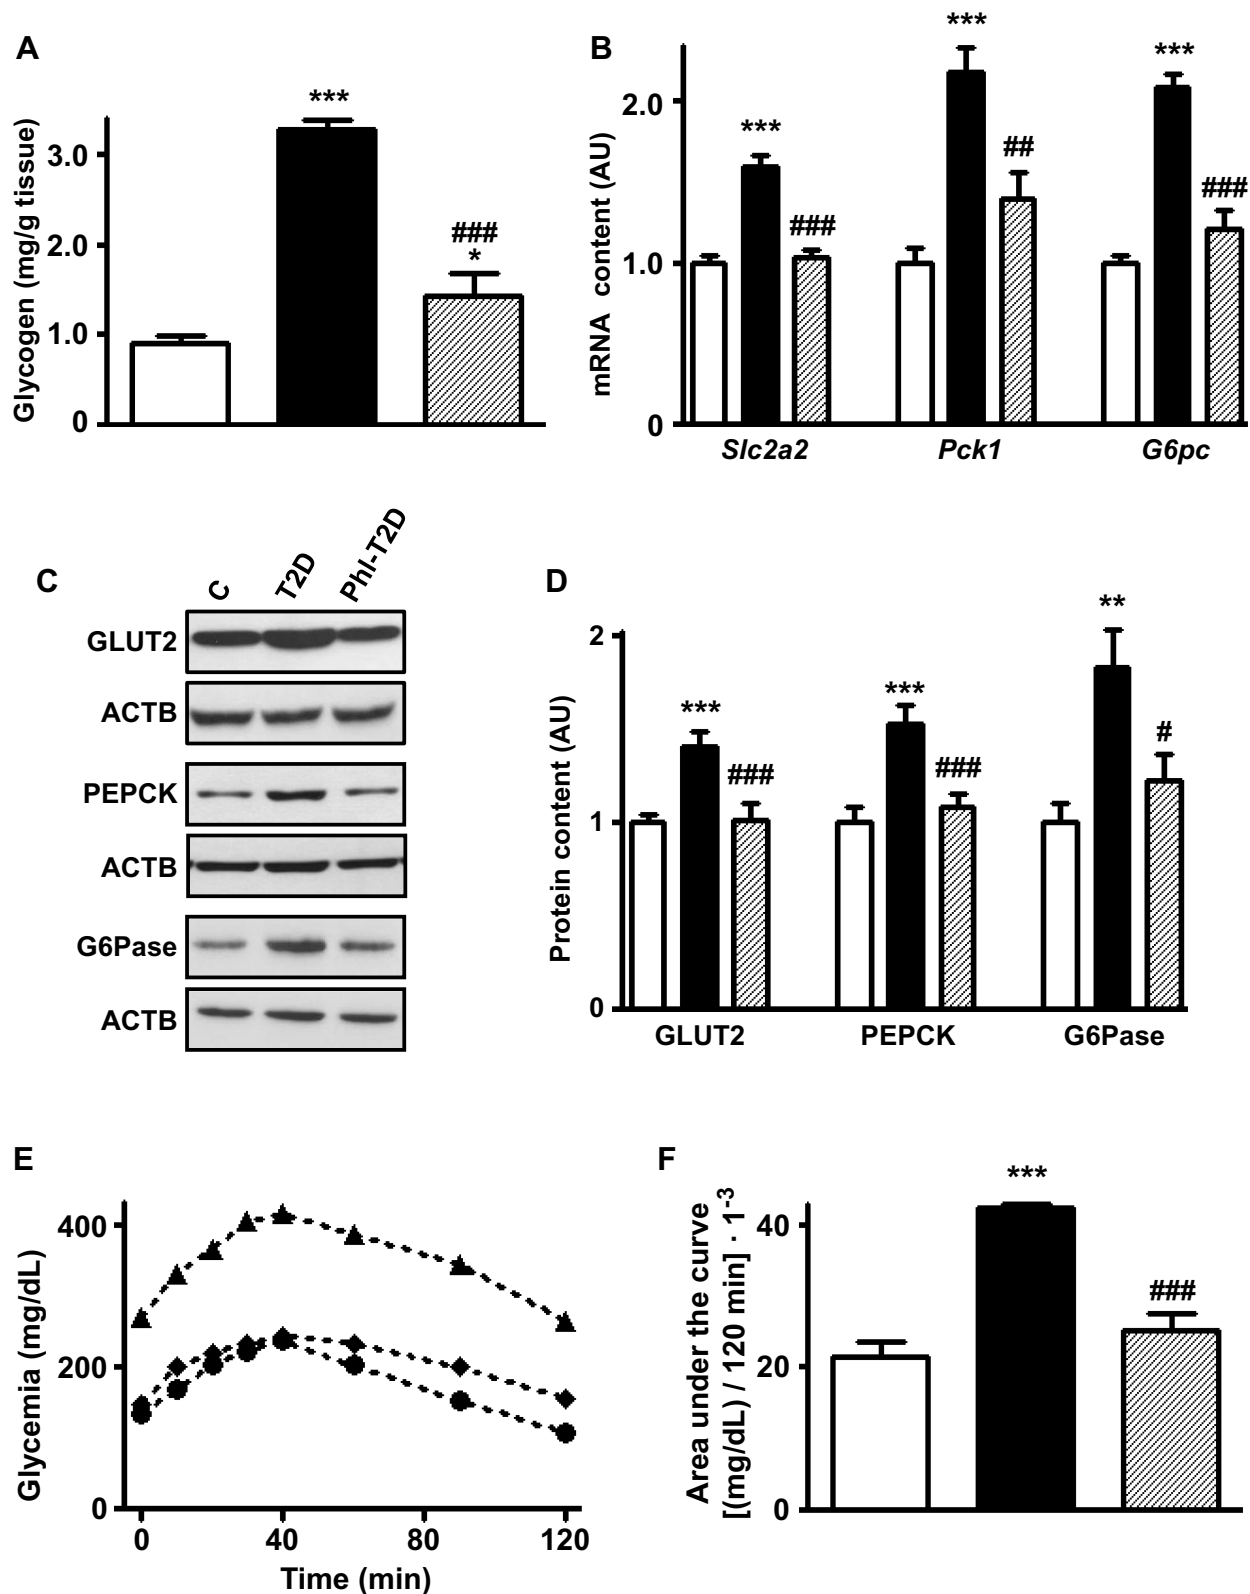 A
Glycogen (mg/g tissue)
3.0
2.0
1.0
0
***
###
*
B
mRNA content (AU)
2.0
1.0
0
***
###
***
##
***
###
Slc2a2 Pck1 G6pc
C
C T2D Phl-T2D
GLUT2
ACTB
PEPCK
ACTB
G6Pase
ACTB
D
Protein content (AU)
2
1
0
***
###
***
###
**
#
GLUT2 PEPCK G6Pase
E
Glycemia (mg/dL)
400
200
0
0 40 80 120
Time (min)
F
Area under the curve
[(mg/dL) / 120 min] · 1⁻³
40
20
0
***
###